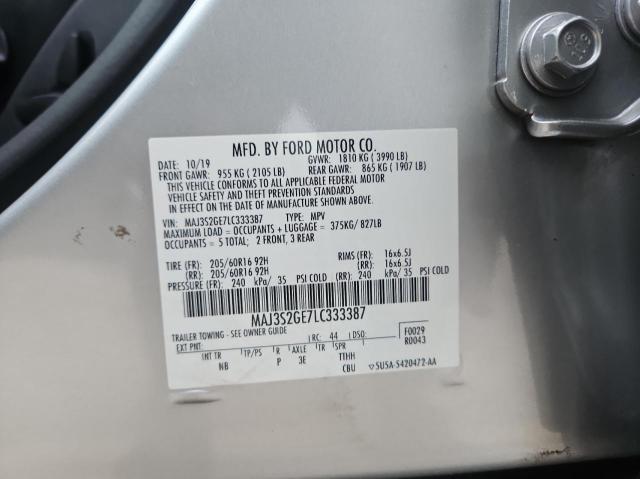 MFD. BY FORD MOTOR CO.
10/19 GVWR: 1810 KG ( 3990 LB)
FRONT GAWR: 955 KG ( 2105 LB) REAR GAWR: 865 KG ( 1907 LB)
THIS VEHICLE CONFORMS TO ALL APPLICABLE FEDERAL MOTOR
VEHICLE SAFETY AND THEFT PREVENTION STANDARDS
IN EFFECT ON THE DATE OF MANUFACTURE SHOWN ABOVE.
VIN: MAJ3S2GE7LC333387 TYPE: MPV
MAXIMUM LOAD = OCCUPANTS + LUGGAGE = 375KG/ 827LB
OCCUPANTS = 5 TOTAL; 2 FRONT, 3 REAR
TIRE (FR): 205/60R16 92H RIMS (FR): 16x6.5J
(RR): 205/60R16 92H (RR): 16x6.5J
PRESSURE (FR): 240 kPa/ 35 PSI COLD (RR): 240 kPa/ 35 PSI COLD
MAJ3S2GE7LC333387
TRAILER TOWING - SEE OWNER GUIDE
EXT PNT: RC: 44 DSO: F0029
R0043
INT TR TP/PS R AXLE TR SPR
NB P 3E TTHH
CBU SU5A-5420472-AA